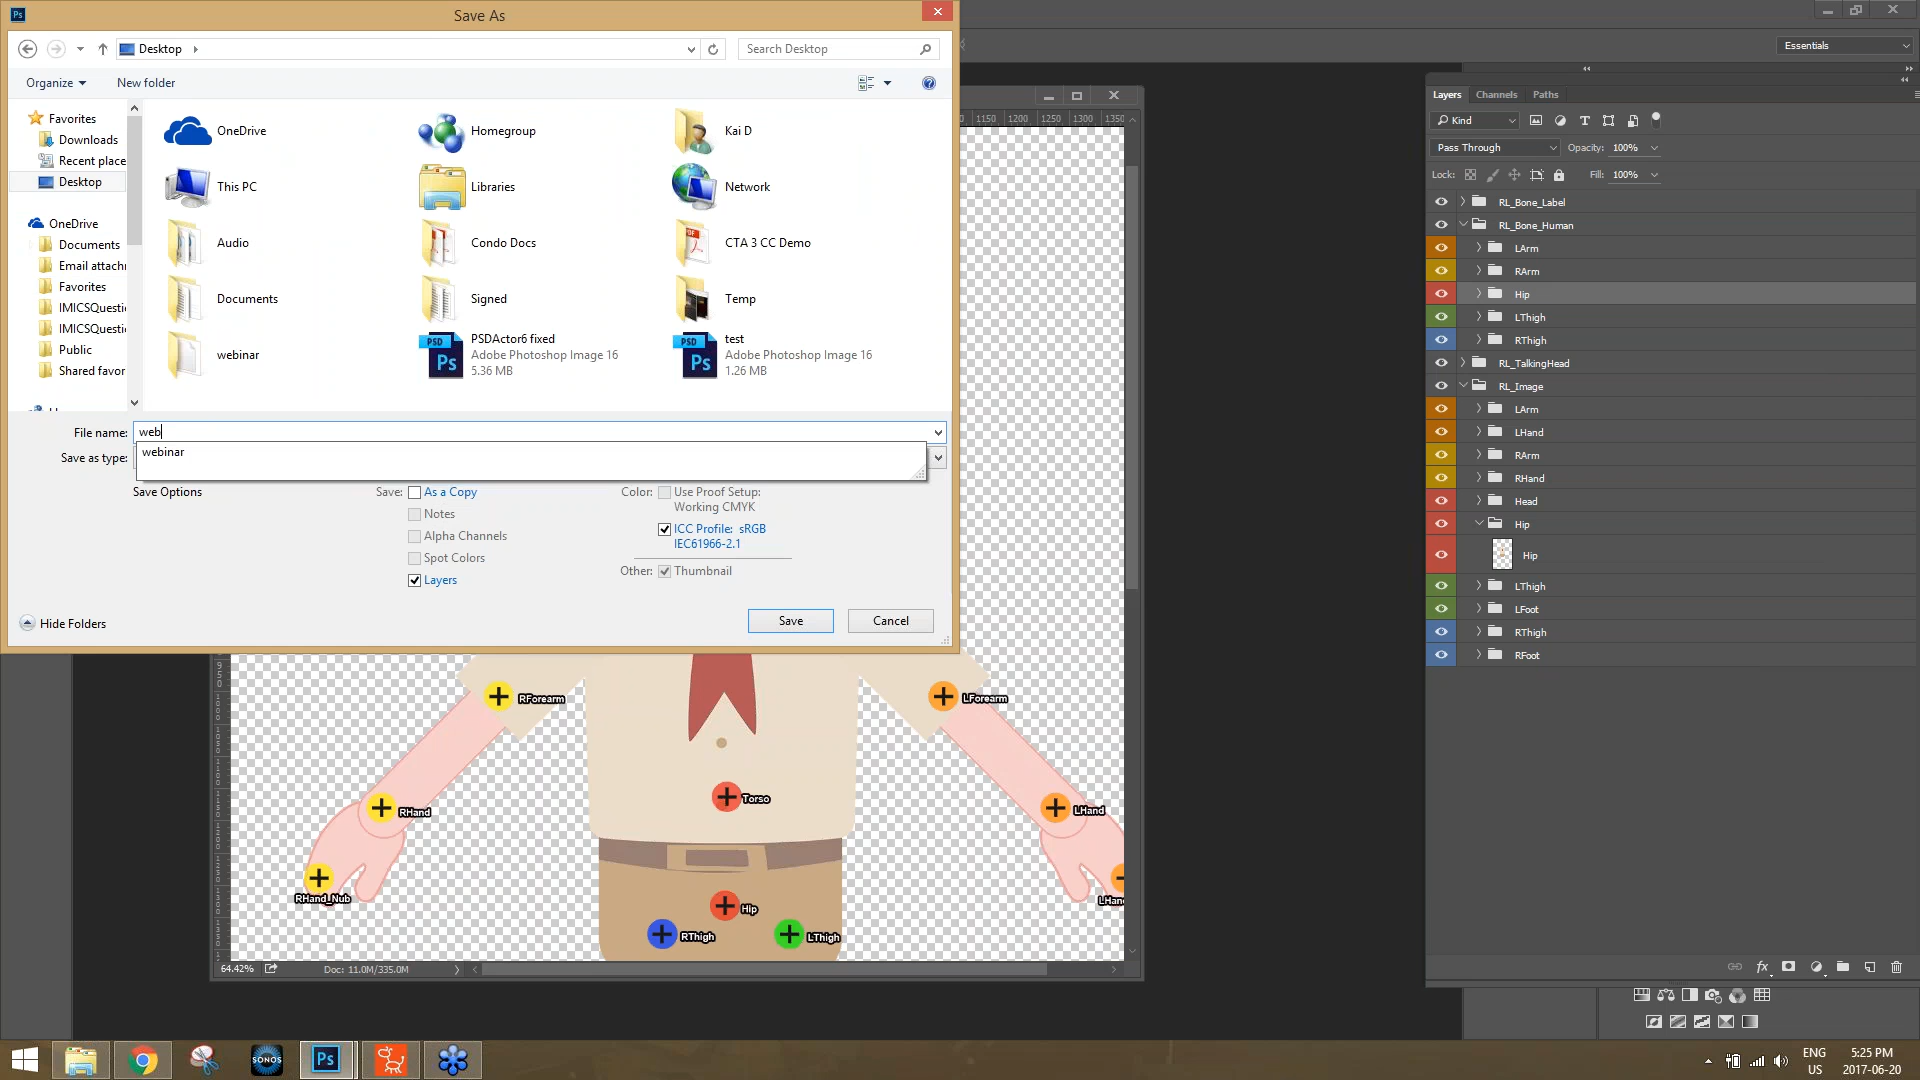 Ps
Save As
Essentials
Desktop
Search Desktop
Organize
New folder
Favorites
Downloads
Recent place
Desktop
OneDrive
Documents
Email attachı
Favorites
IMICSQuesti
IMICSQuesti
Public
Shared favor
OneDrive
Homegroup
Kai D
This PC
Libraries
Network
Audio
Condo Docs
CTA 3 CC Demo
Documents
Signed
Temp
webinar
PSDActor6 fixed
Adobe Photoshop Image 16
5.36 MB
test
Adobe Photoshop Image 16
1.26 MB
File name:
web
webinar
Save as type:
Save Options
Save:
As a Copy
Notes
Alpha Channels
Spot Colors
Layers
Color:
Use Proof Setup:
Working CMYK
ICC Profile: sRGB
IEC61966-2.1
Other:
Thumbnail
Hide Folders
Save
Cancel
1150 1200 1250 1300 1350
Layers
Channels
Paths
Kind
Pass Through
Opacity: 100%
Lock:
Fill: 100%
RL_Bone_Label
RL_Bone_Human
LArm
RArm
Hip
LThigh
RThigh
RL_TalkingHead
RL_Image
LArm
LHand
RArm
RHand
Head
Hip
Hip
LThigh
LFoot
RThigh
RFoot
fx
RForearm
LForearm
RHand
Torso
LHand
RHand_Nub
Hip
RThigh
LThigh
LHan
64.42%
Doc: 11.0M/335.0M
SONOS
Ps
ENG
US
5:25 PM
2017-06-20